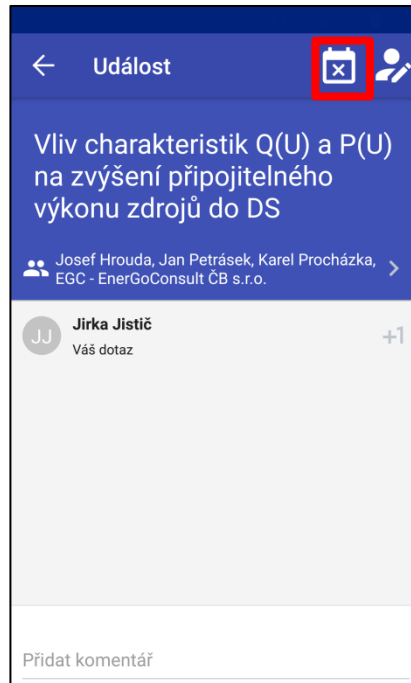 Událost
Vliv charakteristik Q(U) a P(U)
na zvýšení připojitelného
výkonu zdrojů do DS
Josef Hrouda, Jan Petrásek, Karel Procházka,
EGC - EnerGoConsult ČB s.r.o.
JJ
Jirka Jistič
+1
Váš dotaz
Přidat komentář